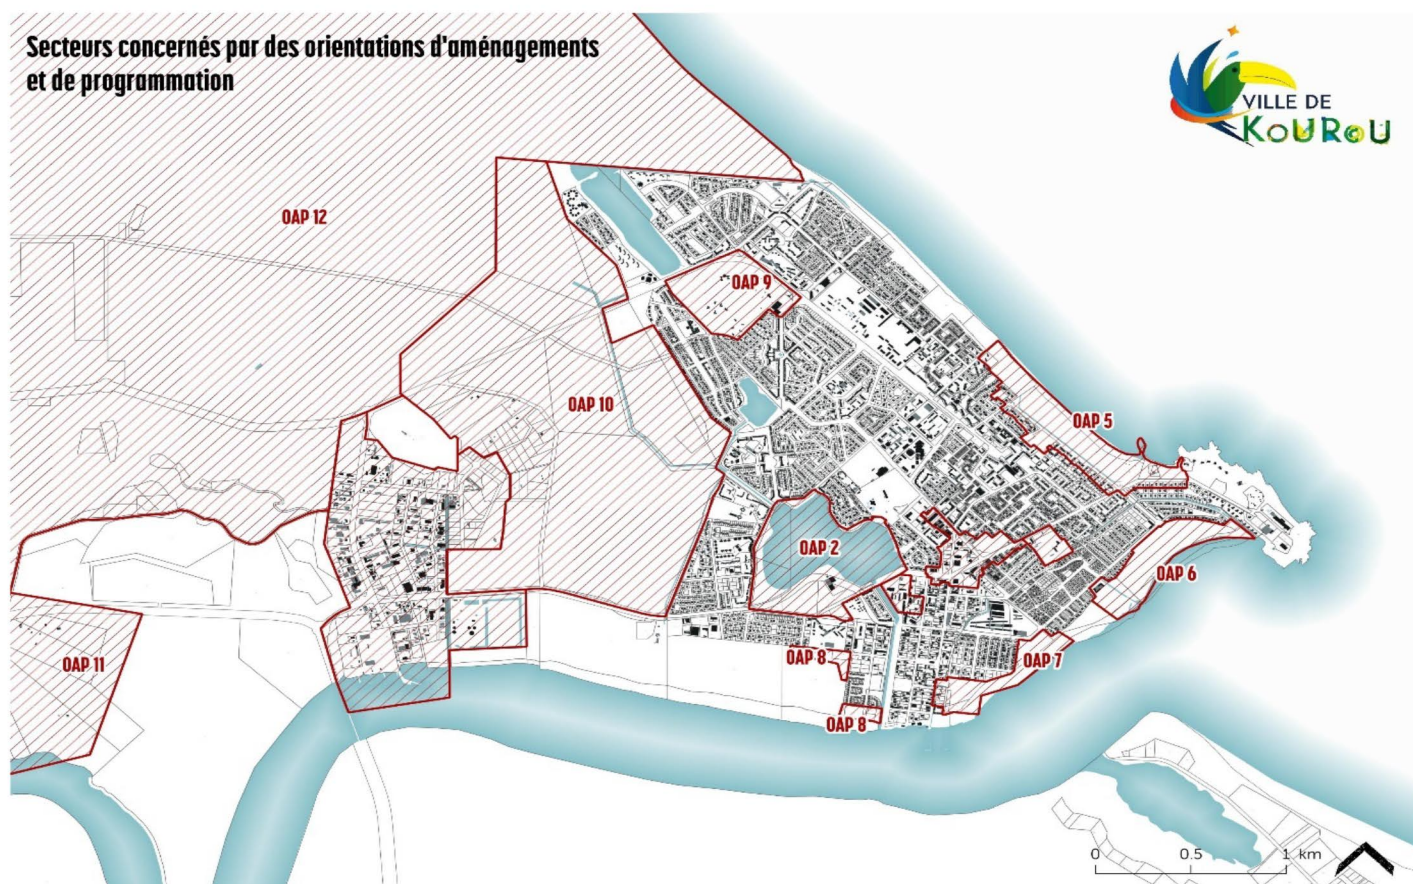 Secteurs concernés par des orientations d'aménagements
et de programmation
VILLE DE
KOUROU
OAP 12
OAP 9
OAP 10
OAP 5
OAP 2
OAP 6
OAP 11
OAP 8
OAP 7
OAP 8
0 0.5 1 km